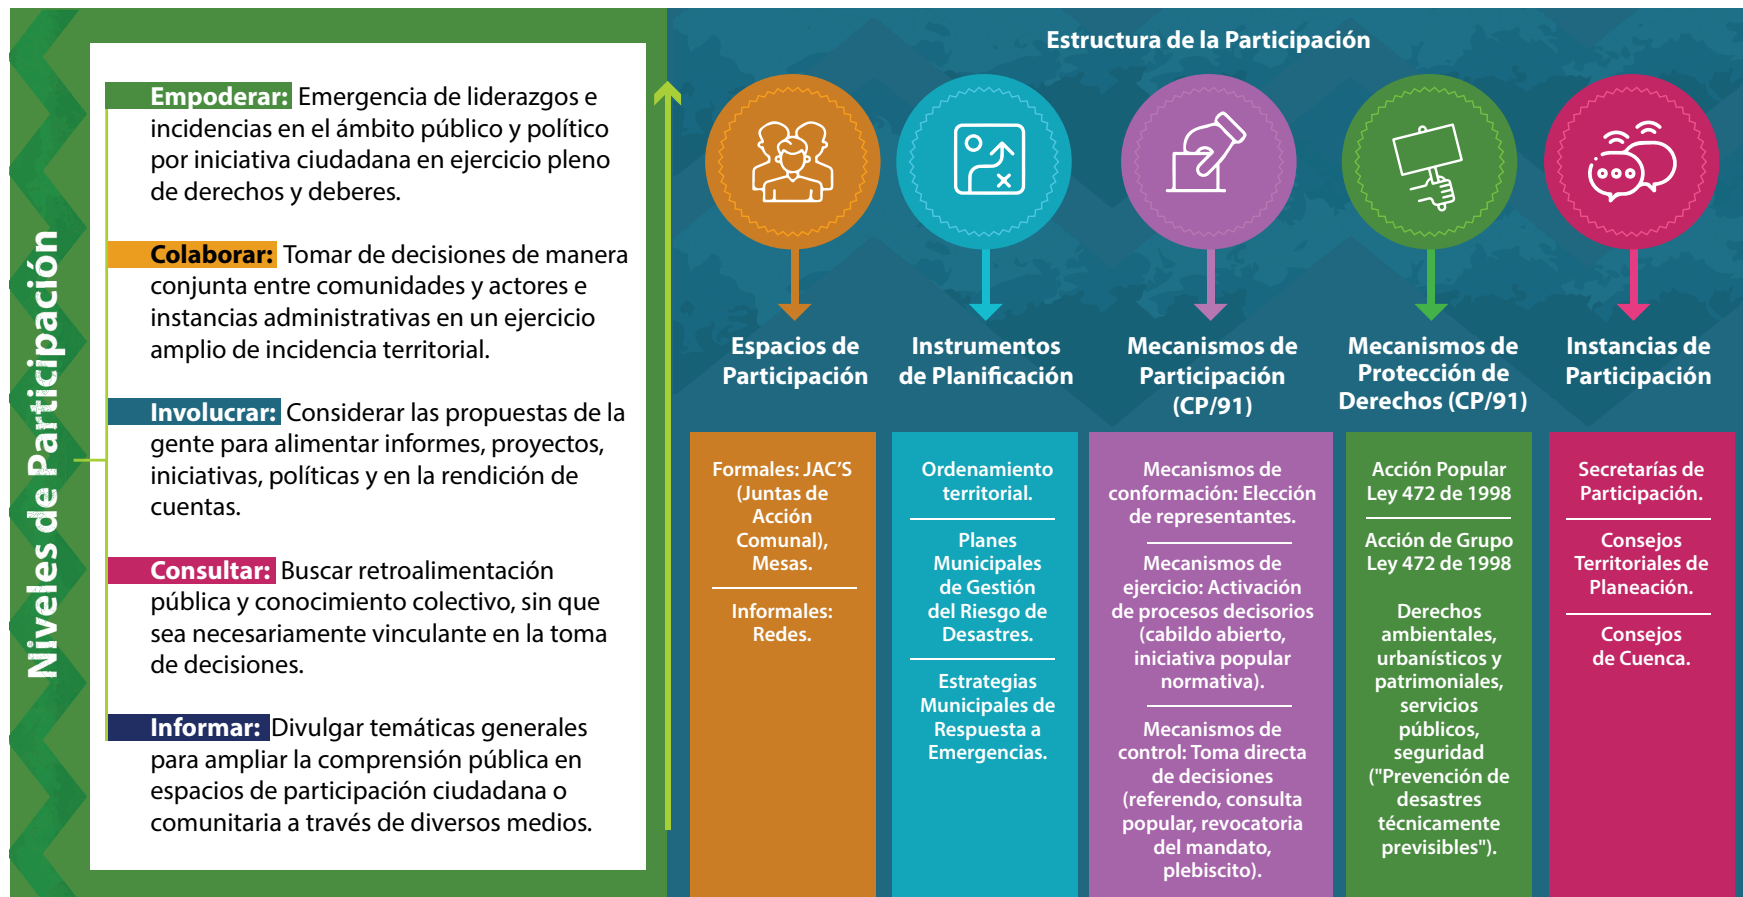 Niveles de Participación
Empoderar: Emergencia de liderazgos e
incidencias en el ámbito público y político
por iniciativa ciudadana en ejercicio pleno
de derechos y deberes.
Colaborar: Tomar de decisiones de manera
conjunta entre comunidades y actores e
instancias administrativas en un ejercicio
amplio de incidencia territorial.
Involucrar: Considerar las propuestas de la
gente para alimentar informes, proyectos,
iniciativas, políticas y en la rendición de
cuentas.
Consultar: Buscar retroalimentación
pública y conocimiento colectivo, sin que
sea necesariamente vinculante en la toma
de decisiones.
Informar: Divulgar temáticas generales
para ampliar la comprensión pública en
espacios de participación ciudadana o
comunitaria a través de diversos medios.
Estructura de la Participación
Espacios de
Participación
Formales: JAC'S
(Juntas de
Acción
Comunal),
Mesas.
Informales:
Redes.
Instrumentos
de Planificación
Ordenamiento
territorial.
Planes
Municipales
de Gestión
del Riesgo de
Desastres.
Estrategias
Municipales de
Respuesta a
Emergencias.
Mecanismos de
Participación
(CP/91)
Mecanismos de
conformación: Elección
de representantes.
Mecanismos de
ejercicio: Activación
de procesos decisorios
(cabildo abierto,
iniciativa popular
normativa).
Mecanismos de
control: Toma directa
de decisiones
(referendo, consulta
popular, revocatoria
del mandato,
plebiscito).
Mecanismos de
Protección de
Derechos (CP/91)
Acción Popular
Ley 472 de 1998
Acción de Grupo
Ley 472 de 1998
Derechos
ambientales,
urbanísticos y
patrimoniales,
servicios
públicos,
seguridad
("Prevención de
desastres
técnicamente
previsibles").
Instancias de
Participación
Secretarías de
Participación.
Consejos
Territoriales de
Planeación.
Consejos
de Cuenca.